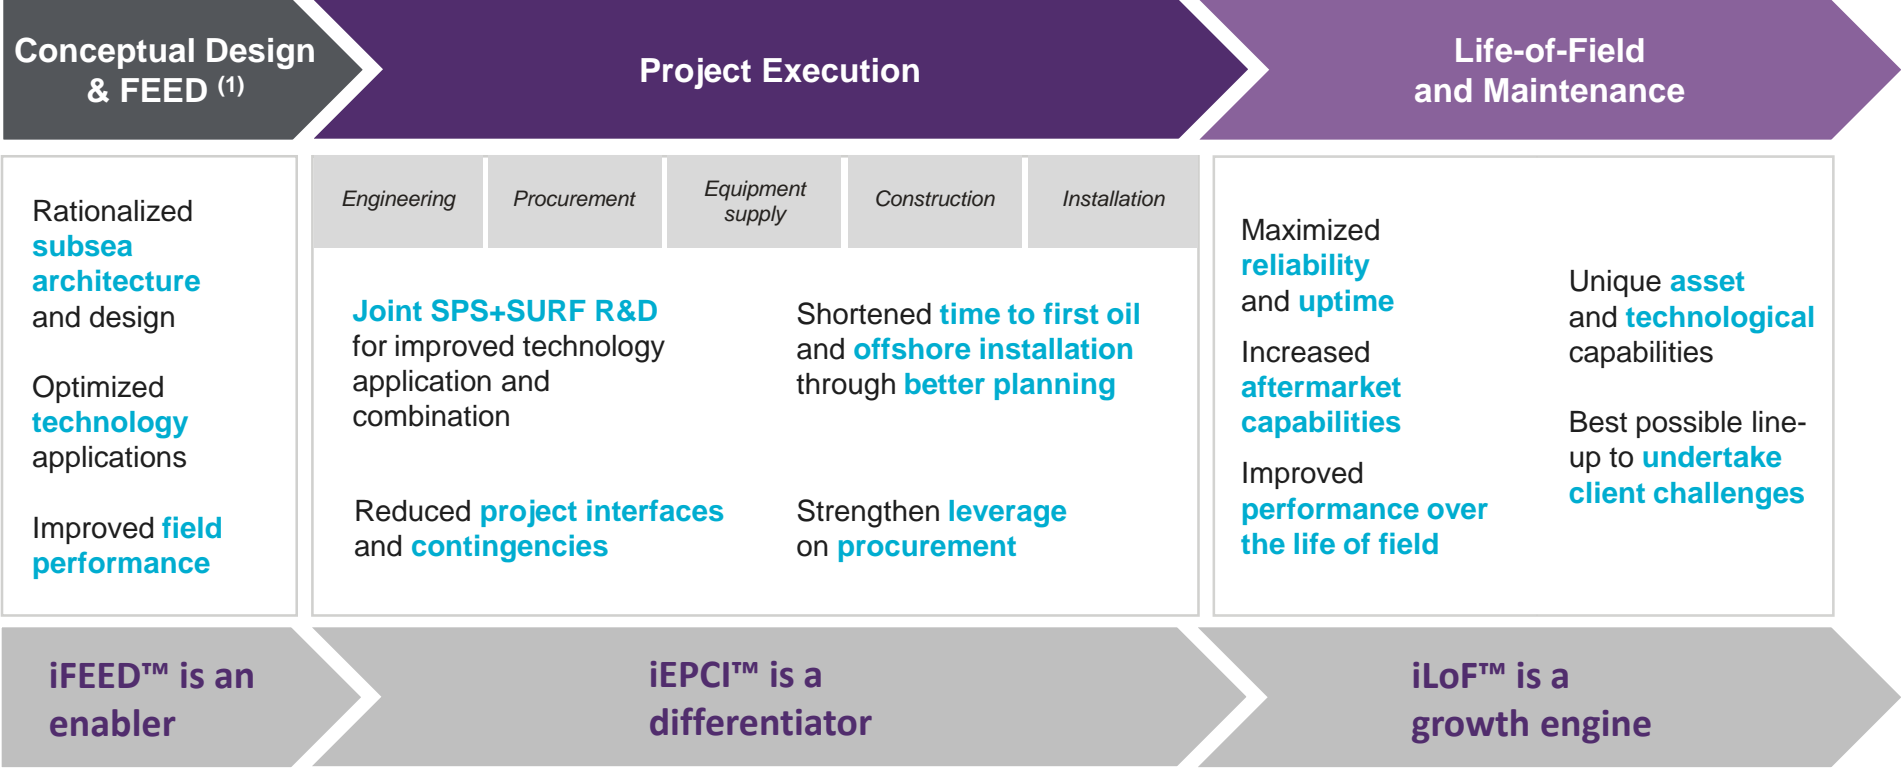 Conceptual Design
& FEED (1)
Project Execution
Life-of-Field
and Maintenance
Rationalized
subsea
architecture
and design
Optimized
technology
applications
Improved field
performance
Engineering
Procurement
Equipment
supply
Construction
Installation
Joint SPS+SURF R&D
for improved technology
application and
combination
Shortened time to first oil
and offshore installation
through better planning
Reduced project interfaces
and contingencies
Strengthen leverage
on procurement
Maximized
reliability
and uptime
Increased
aftermarket
capabilities
Improved
performance over
the life of field
Unique asset
and technological
capabilities
Best possible line-
up to undertake
client challenges
iFEED™ is an
enabler
iEPCI™ is a
differentiator
iLoF™ is a
growth engine